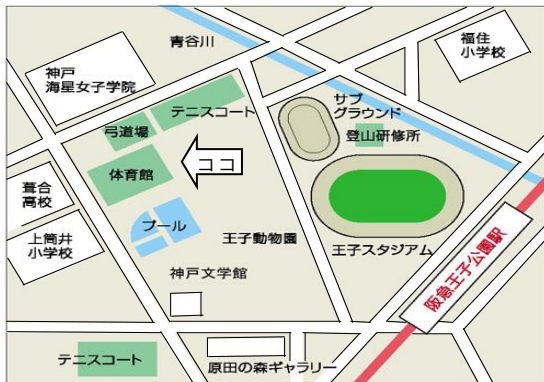 青谷川
福住
小学校
神戸
海星女子学院
テニスコート
サブ
グラウンド
弓道場
登山研修所
ココ
体育館
葺合
高校
プール
上筒井
小学校
王子動物園
王子スタジアム
阪急王子公園駅
神戸文学館
テニスコート
原田の森ギャラリー